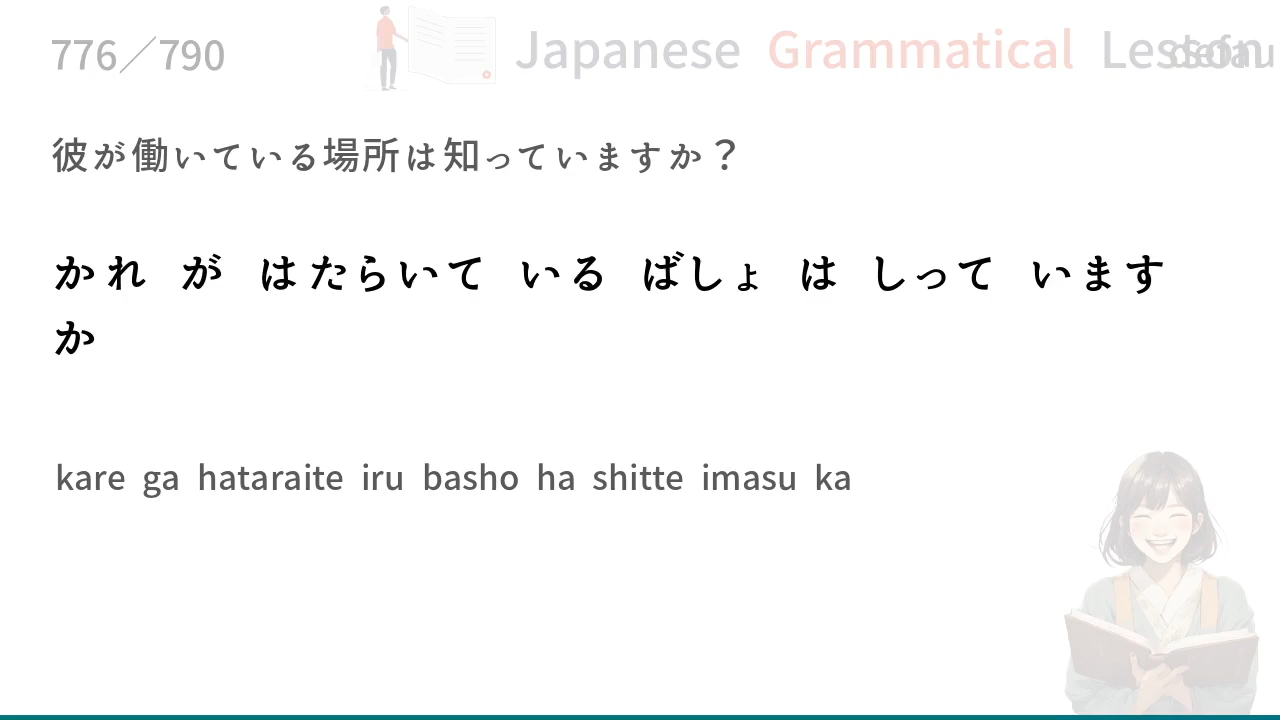 776／790
Japanese Grammatical Lesson
defau
彼が働いている場所は知っていますか？
かれ が はたらいて いる ばしょ は しって います
か
kare ga hataraite iru basho ha shitte imasu ka